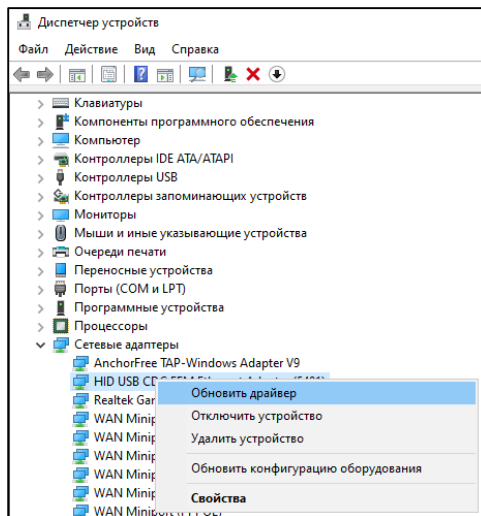 Диспетчер устройств
Файл Действие Вид Справка
Клавиатуры
Компоненты программного обеспечения
Компьютер
Контроллеры IDE ATA/ATAPI
Контроллеры USB
Контроллеры запоминающих устройств
Мониторы
Мыши и иные указывающие устройства
Очереди печати
Переносные устройства
Порты (COM и LPT)
Программные устройства
Процессоры
Сетевые адаптеры
AnchorFree TAP-Windows Adapter V9
HID USB
Realtek
WAN
WAN
WAN
WAN
WAN
WAN
Обновить драйвер
Отключить устройство
Удалить устройство
Обновить конфигурацию оборудования
Свойства